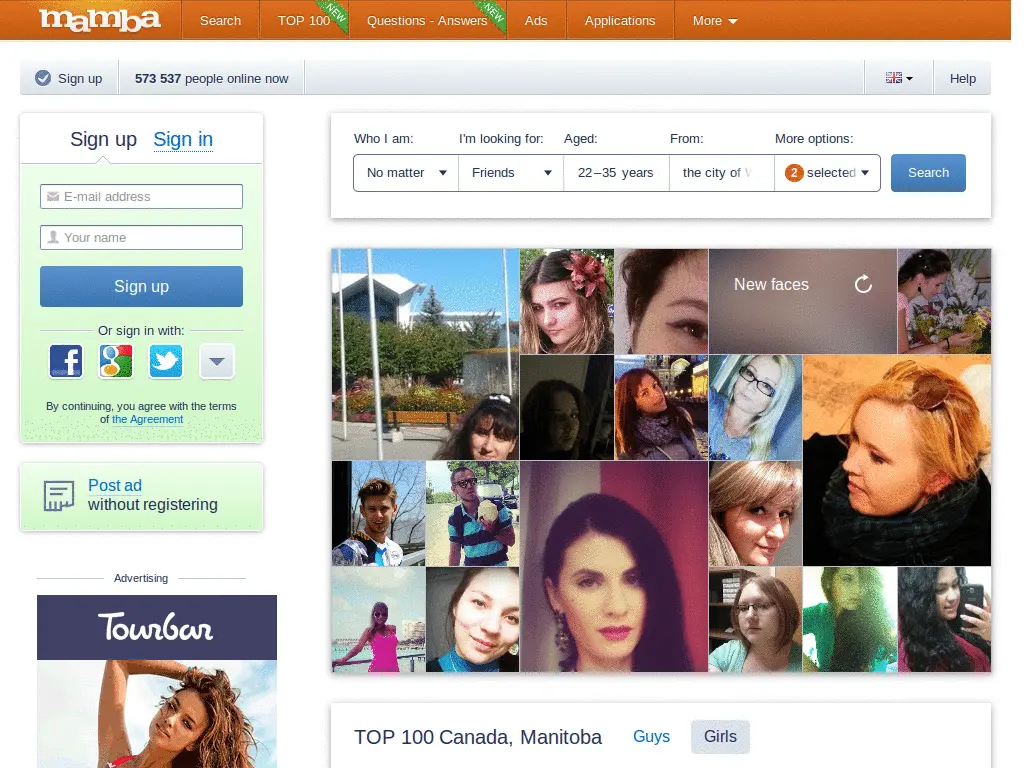 mamba
Search
TOP 100
NEW
Questions - Answers
NEW
Ads
Applications
More
Sign up
573 537 people online now
Help
Sign up
Sign in
E-mail address
Your name
Sign up
Or sign in with:
By continuing, you agree with the terms
of the Agreement
Post ad
without registering
Advertising
Tourbar
Who I am:
I'm looking for:
Aged:
From:
More options:
No matter
Friends
22–35 years
the city of W
2 selected
Search
New faces
TOP 100 Canada, Manitoba
Guys
Girls